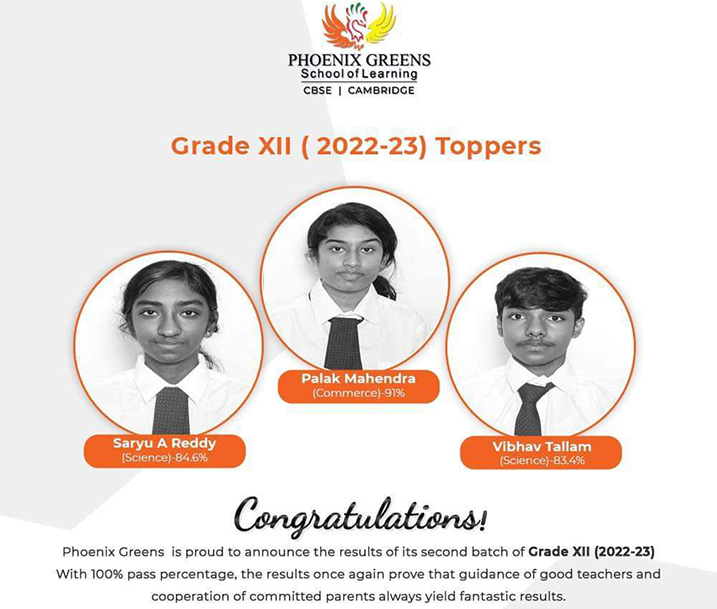 PHOENIX GREENS
School of Learning
CBSE | CAMBRIDGE
Grade XII ( 2022-23) Toppers
Palak Mahendra
(Commerce)-91%
Saryu A Reddy
(Science)-84.6%
Vibhav Tallam
(Science)-83.4%
Congratulations!
Phoenix Greens is proud to announce the results of its second batch of Grade XII (2022-23)
With 100% pass percentage, the results once again prove that guidance of good teachers and
cooperation of committed parents always yield fantastic results.